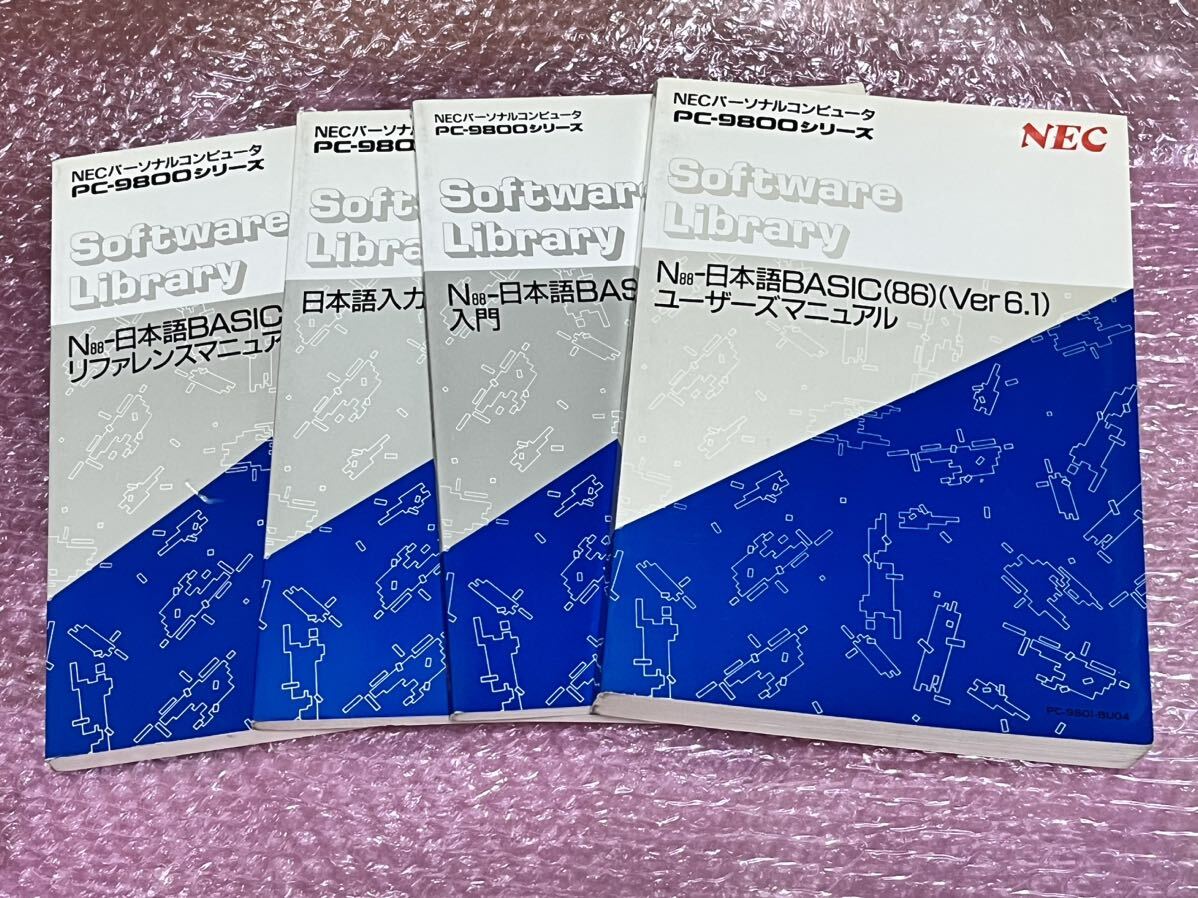 NECパーソナルコンピュータ
PC-9800シリーズ
Software
Library
N88-日本語BASIC
リファレンスマニュア
NECパーソナル
PC-980
Soft
Libra
日本語入力
NECパーソナルコンピュータ
PC-9800シリーズ
Softwar
Library
N88-日本語BAS
入門
NECパーソナルコンピュータ
PC-9800シリーズ
NEC
Software
Library
N88-日本語BASIC(86)(Ver 6.1)
ユーザーズマニュアル
PC-9801-BU04